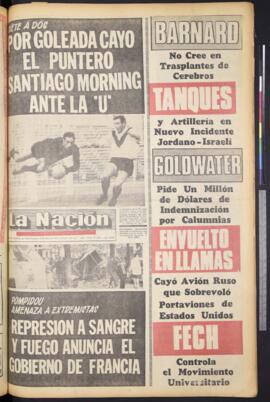 SIETE A DOS
POR GOLEADA CAYO
EL PUNTERO
SANTIAGO MORNING
ANTE LA "U"
La Nación
POMPIDOU
AMENAZA A EXTREMISTAS
REPRESION A SANGRE
Y FUEGO ANUNCIA EL
GOBIERNO DE FRANCIA
BARNARD
No Cree en
Trasplantes de
Cerebros
TANQUES
y Artillería en
Nuevo Incidente
Jordano - Israelí
GOLDWATER
Pide Un Millón
de Dólares de
Indemnización
por Calumnias
ENVUELTO
EN LLAMAS
Cayó Avión Ruso
que Sobrevoló
Portaviones de
Estados Unidos
FECH
Controla
el Movimiento
Universitario